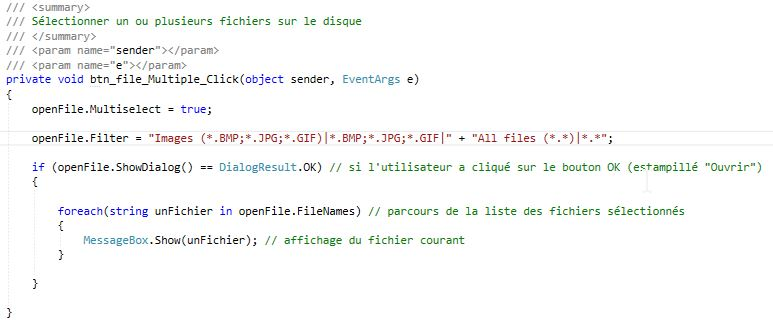 /// <summary>
/// Sélectionner un ou plusieurs fichiers sur le disque
/// </summary>
/// <param name="sender"></param>
/// <param name="e"></param>
private void btn_file_Multiple_Click(object sender, EventArgs e)
{
openFile.Multiselect = true;
openFile.Filter = "Images (*.BMP;*.JPG;*.GIF)|*.BMP;*.JPG;*.GIF|" + "All files (*.*)|*.*";
if (openFile.ShowDialog() == DialogResult.OK) // si l'utilisateur a cliqué sur le bouton OK (estampillé "Ouvrir")
{
foreach(string unFichier in openFile.FileNames) // parcours de la liste des fichiers sélectionnés
{
MessageBox.Show(unFichier); // affichage du fichier courant
}
}
}